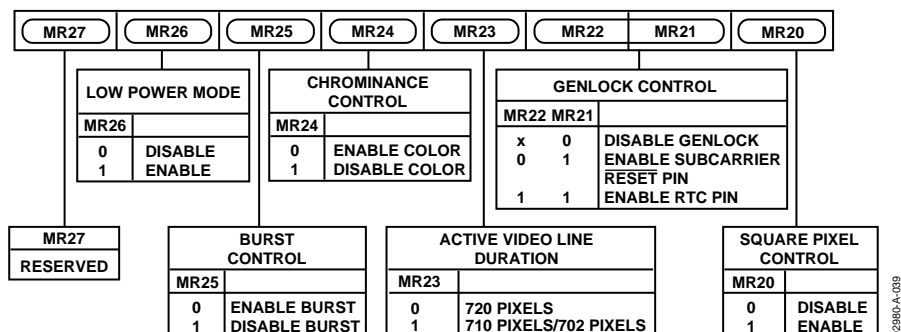 MR27 MR26 MR25 MR24 MR23 MR22 MR21 MR20
LOW POWER MODE
MR26
0 DISABLE
1 ENABLE
CHROMINANCE
CONTROL
MR24
0 ENABLE COLOR
1 DISABLE COLOR
GENLOCK CONTROL
MR22 MR21
x 0 DISABLE GENLOCK
0 1 ENABLE SUBCARRIER
RESET PIN
1 1 ENABLE RTC PIN
MR27
RESERVED
BURST
CONTROL
MR25
0 ENABLE BURST
1 DISABLE BURST
ACTIVE VIDEO LINE
DURATION
MR23
0 720 PIXELS
1 710 PIXELS/702 PIXELS
SQUARE PIXEL
CONTROL
MR20
0 DISABLE
1 ENABLE